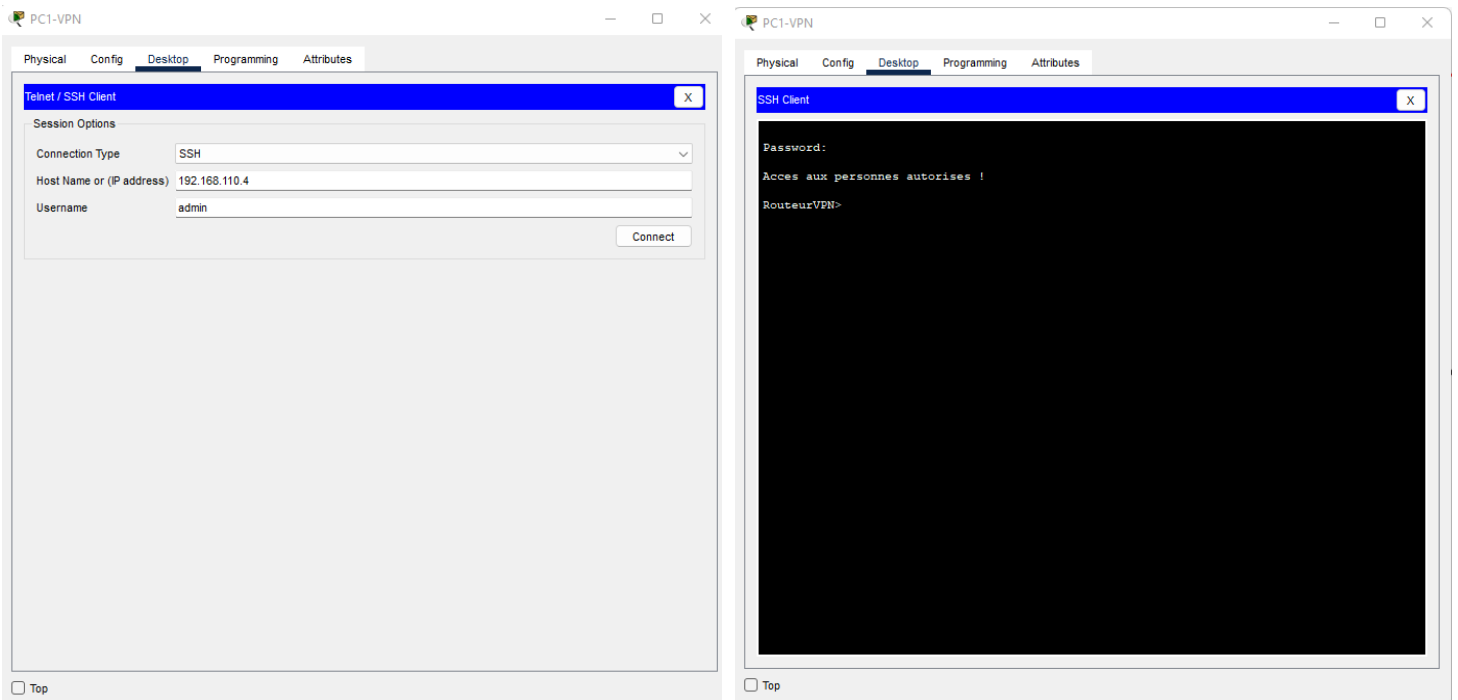 PC1-VPN
Physical Config Desktop Programming Attributes
Telnet / SSH Client X
Session Options
Connection Type SSH
Host Name or (IP address) 192.168.110.4
Username admin
Connect
Top
PC1-VPN
Physical Config Desktop Programming Attributes
SSH Client X
Password:
Acces aux personnes autorises !
RouteurVPN>
Top